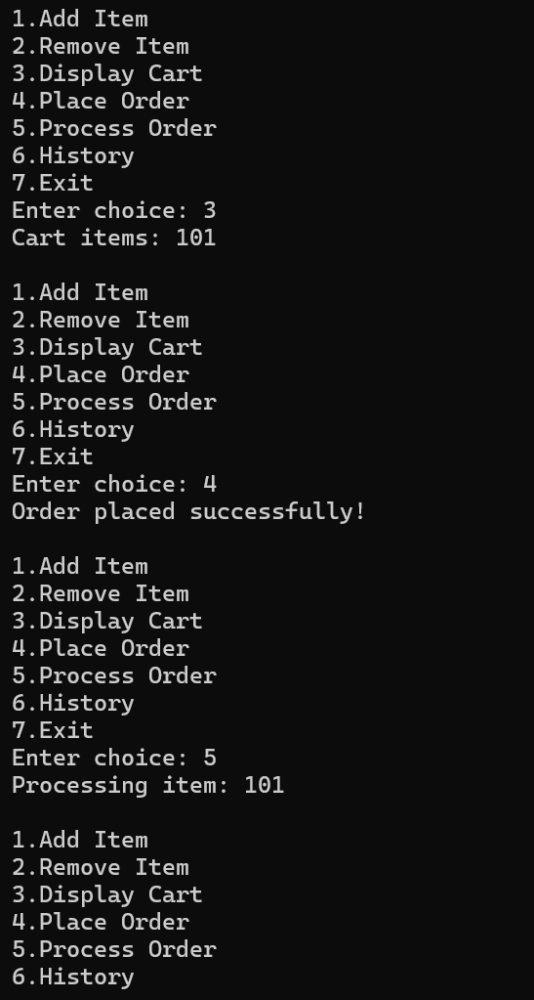 1.Add Item
2.Remove Item
3.Display Cart
4.Place Order
5.Process Order
6.History
7.Exit
Enter choice: 3
Cart items: 101

1.Add Item
2.Remove Item
3.Display Cart
4.Place Order
5.Process Order
6.History
7.Exit
Enter choice: 4
Order placed successfully!

1.Add Item
2.Remove Item
3.Display Cart
4.Place Order
5.Process Order
6.History
7.Exit
Enter choice: 5
Processing item: 101

1.Add Item
2.Remove Item
3.Display Cart
4.Place Order
5.Process Order
6.History